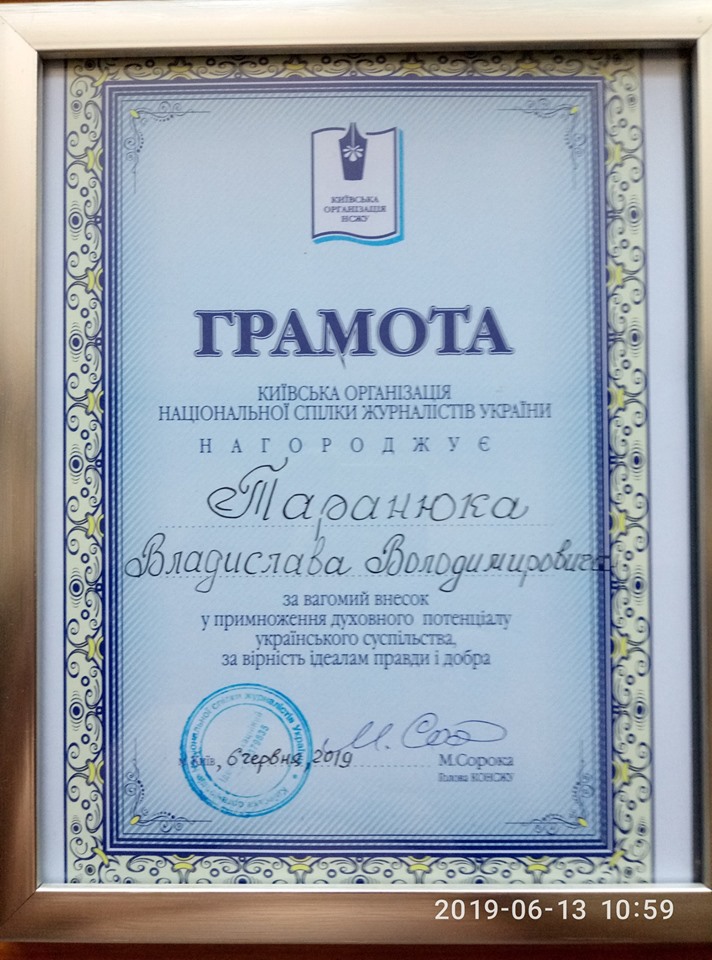 КИЇВСЬКА
ОРГАНІЗАЦІЯ
НСЖУ
ГРАМОТА
КИЇВСЬКА ОРГАНІЗАЦІЯ
НАЦІОНАЛЬНОЇ СПІЛКИ ЖУРНАЛІСТІВ УКРАЇНИ
НАГОРОДЖУЄ
Таранюка
Владислава Володимировича
за вагомий внесок
у примноження духовного потенціалу
українського суспільства,
за вірність ідеалам правди і добра
м. Київ, 6 червня 2019
М.Сорока
Голова КОНСЖУ
2019-06-13 10:59